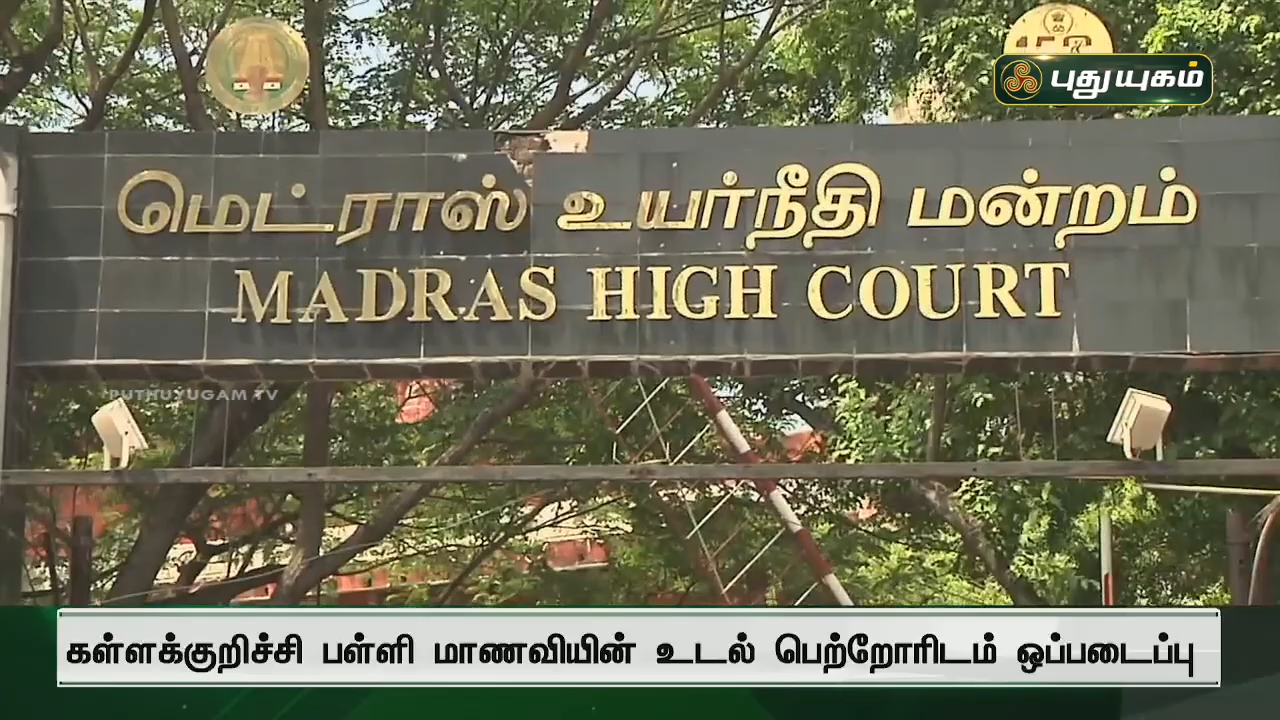 புதுயுகம்
மெட்ராஸ் உயர்நீதி மன்றம்
MADRAS HIGH COURT
PUTHUYUGAM TV
கள்ளக்குறிச்சி பள்ளி மாணவியின் உடல் பெற்றோரிடம் ஒப்படைப்பு